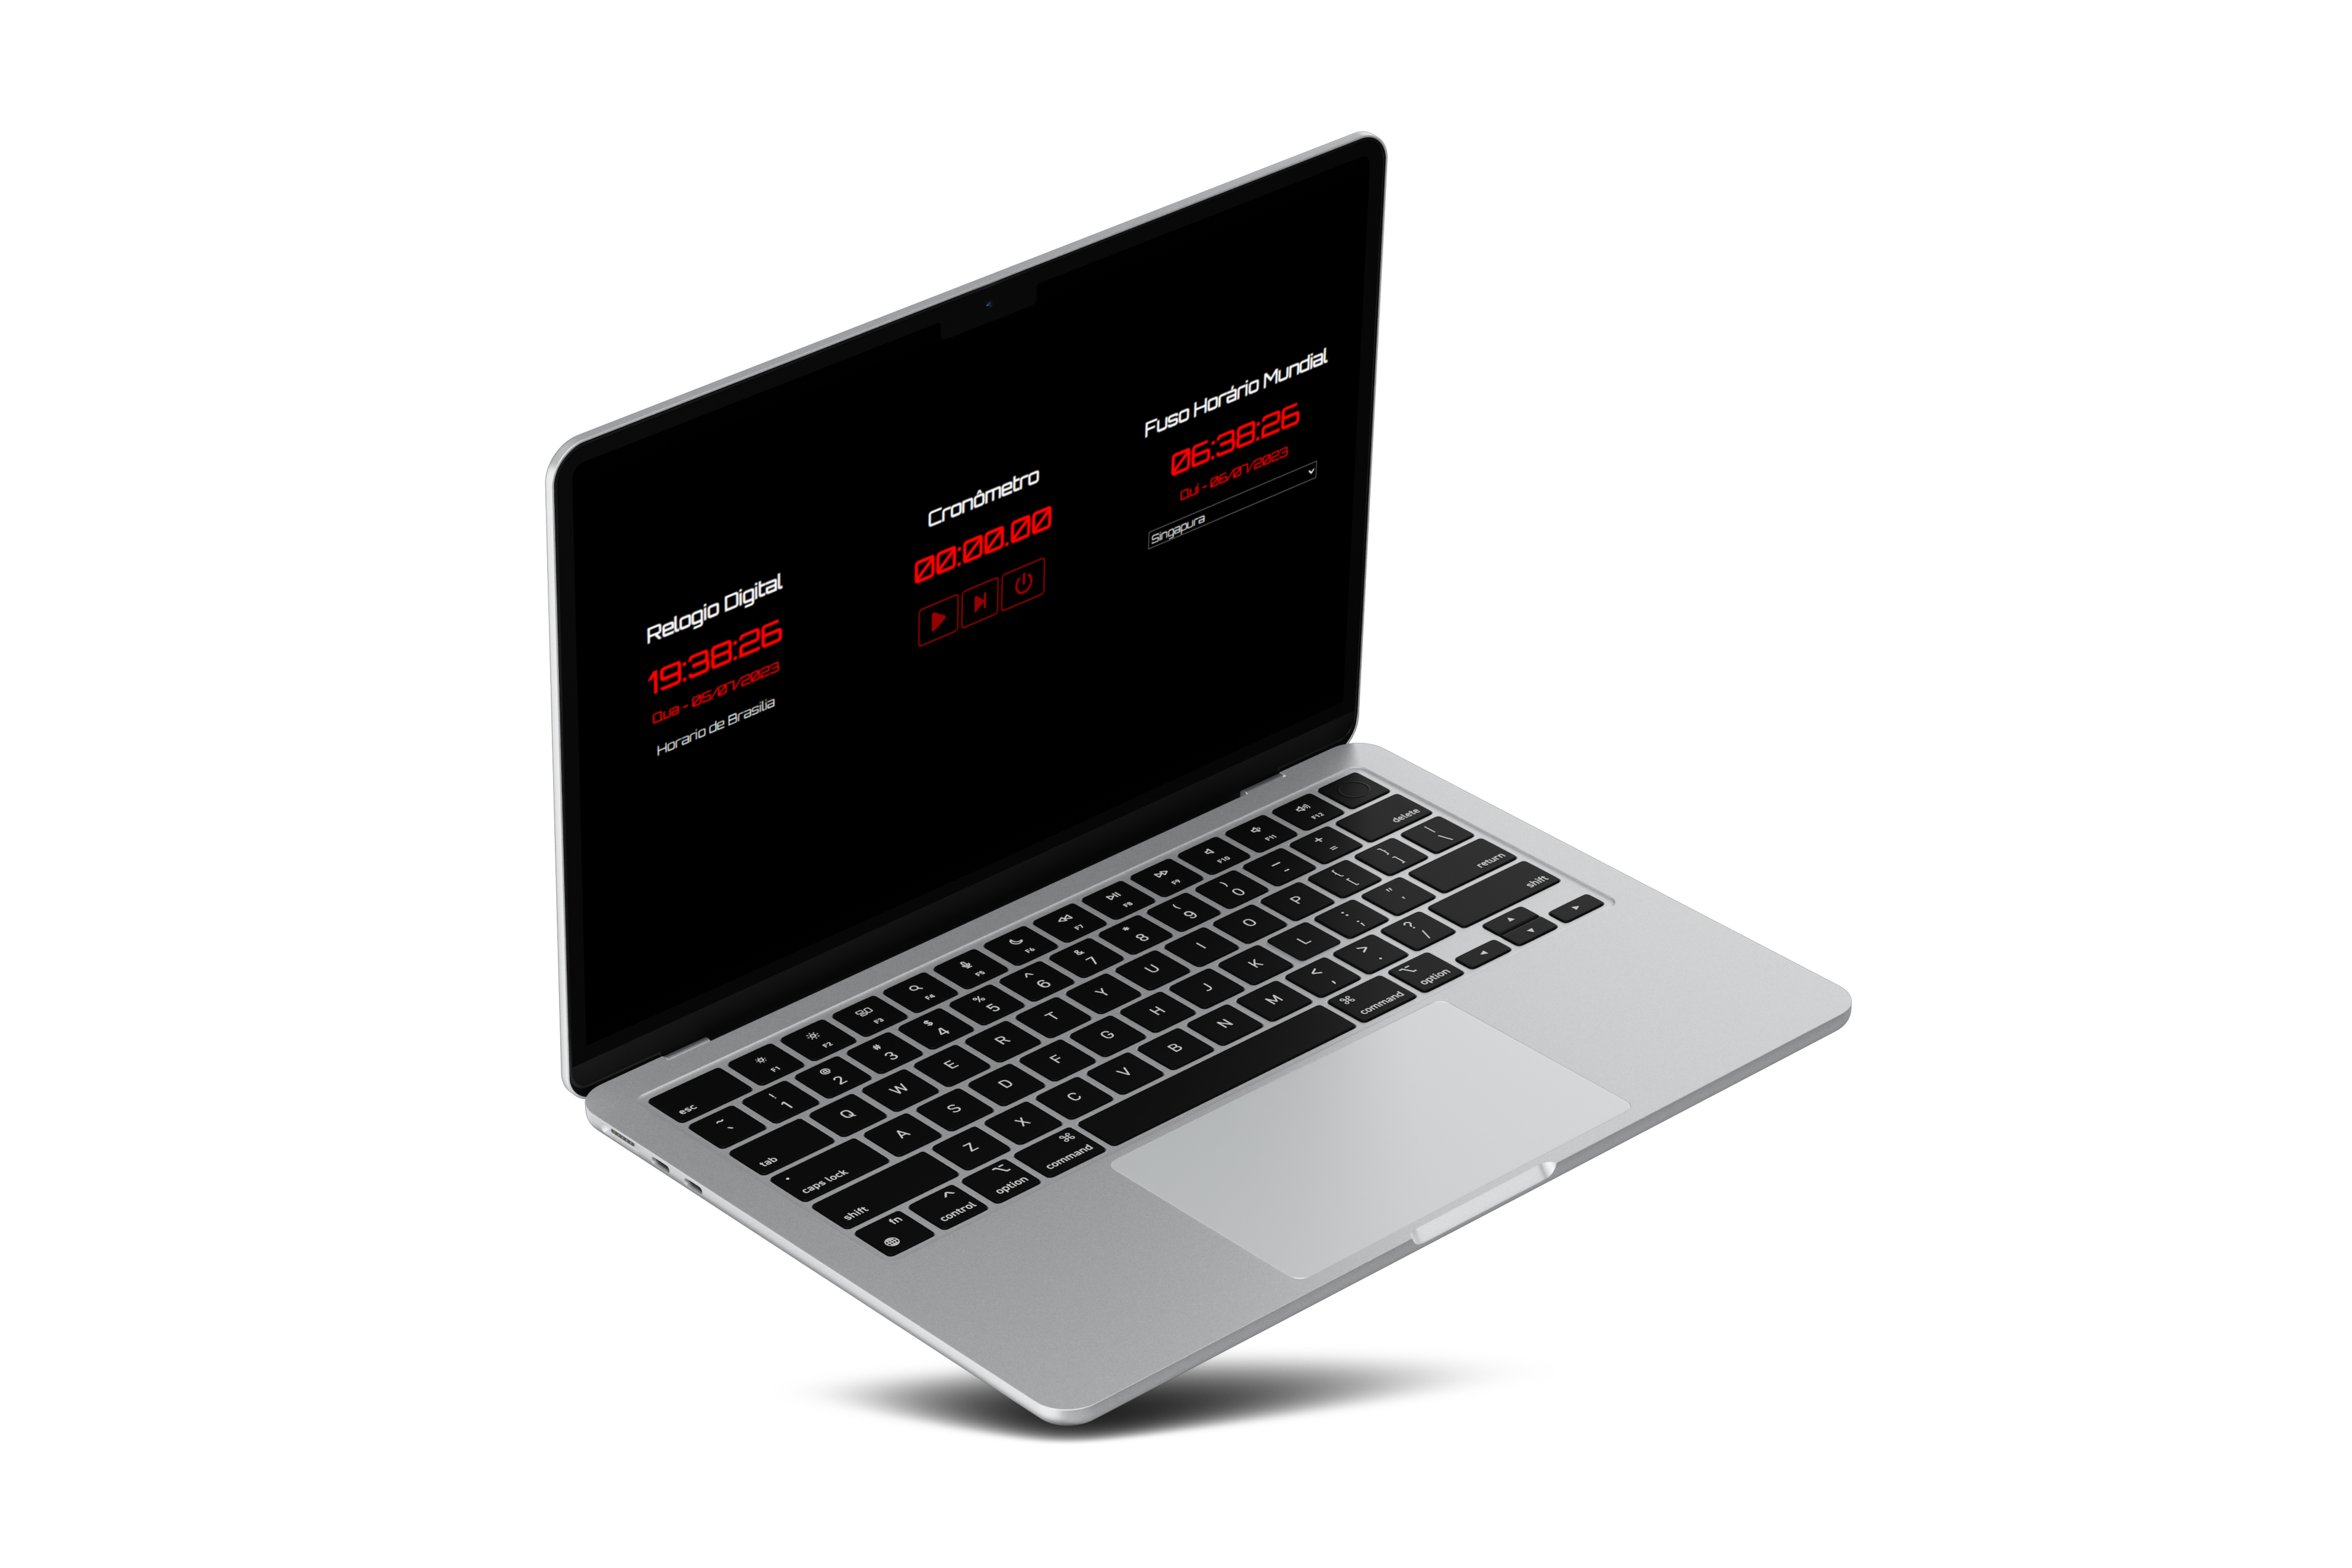 Relogio Digital
19:38:26
Qua - 05/07/2023
Horario de Brasilia
Cronômetro
00:00.00
Fuso Horário Mundial
06:38:26
Qui - 06/07/2023
Singapura
esc
F1
F2
F3
F4
F5
F6
F7
F8
F9
F10
F11
F12
~ `
! 1
@ 2
# 3
$ 4
% 5
^ 6
& 7
* 8
( 9
) 0
_ -
+ =
delete
tab
Q W E R T Y U I O P { [ } ] | \
caps lock
A S D F G H J K L : ; " '
return
shift
Z X C V B N M < , > . ? /
shift
fn
control
option
command
command
option